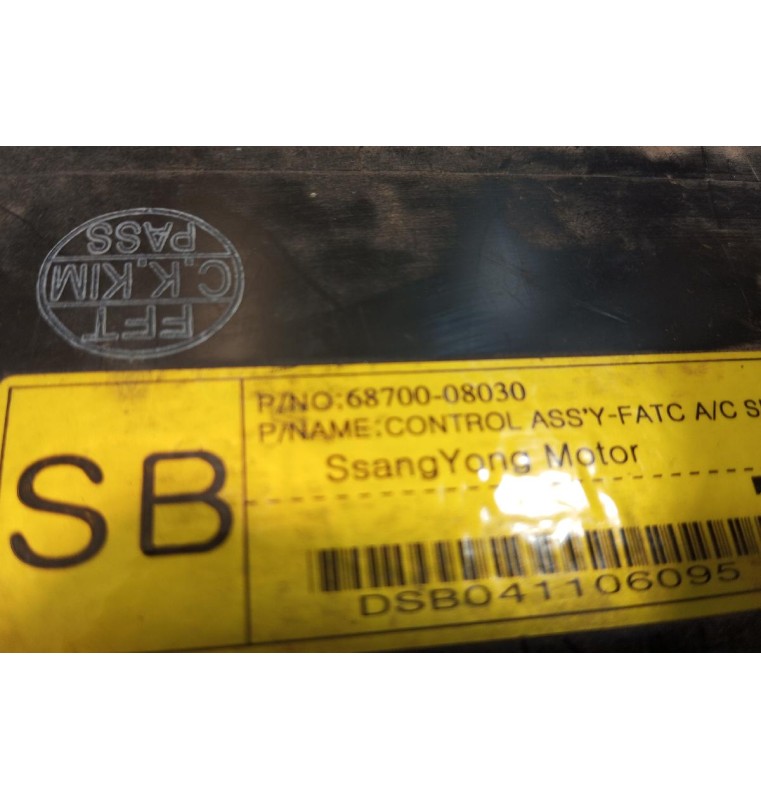 FFT
C.K.KIM
PASS
SB
P/NO:68700-08030
P/NAME:CONTROL ASS'Y-FATC A/C
SsangYong Motor
DSB041106095